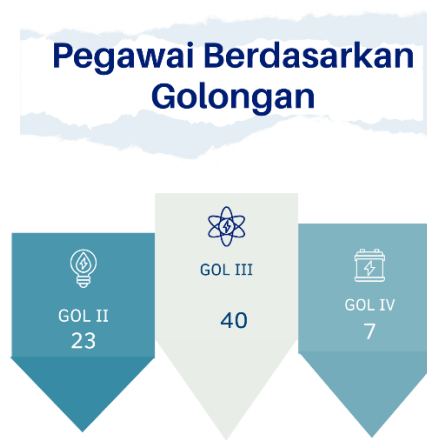 Pegawai Berdasarkan
Golongan
GOL II
23
GOL III
40
GOL IV
7